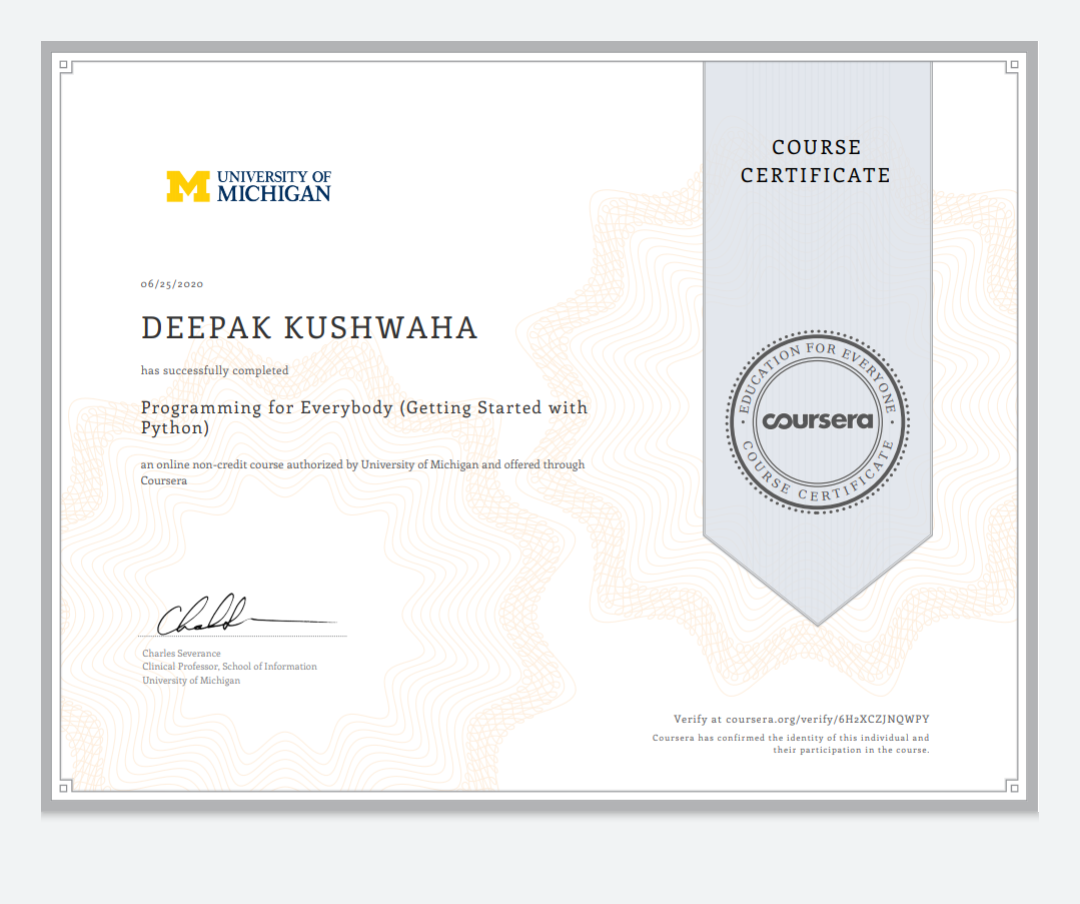 COURSE
CERTIFICATE
UNIVERSITY OF
MICHIGAN
06/25/2020
DEEPAK KUSHWAHA
has successfully completed
Programming for Everybody (Getting Started with
Python)
an online non-credit course authorized by University of Michigan and offered through
Coursera
EDUCATION FOR EVERYONE
coursera
COURSE CERTIFICATE
Charles Severance
Clinical Professor, School of Information
University of Michigan
Verify at coursera.org/verify/6H2XCZJNQWPY
Coursera has confirmed the identity of this individual and
their participation in the course.